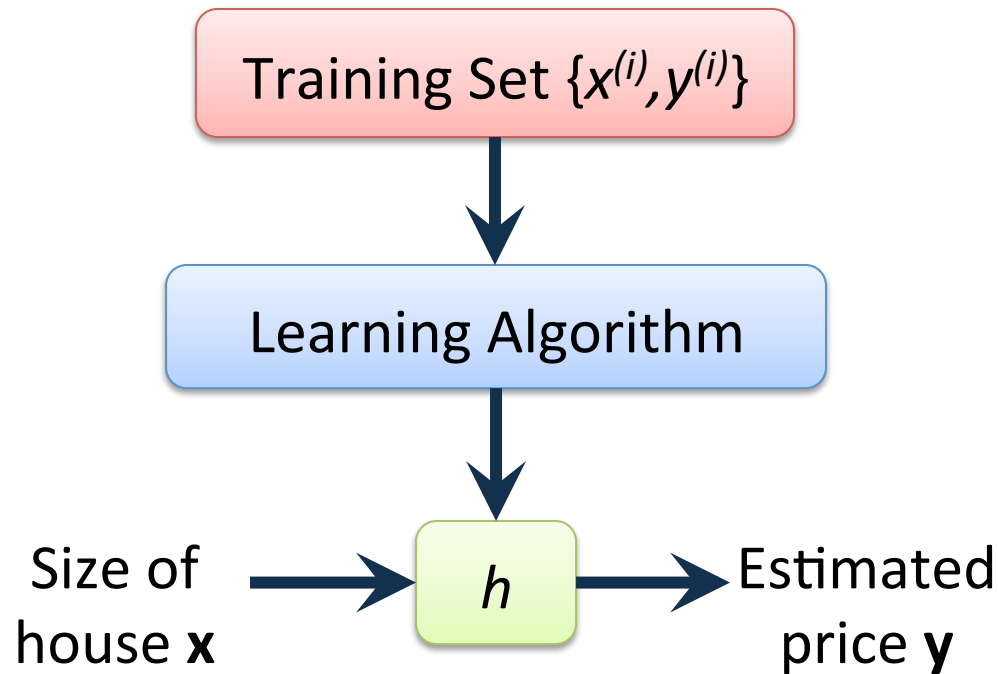 Training Set {x⁽ⁱ⁾,y⁽ⁱ⁾}
Learning Algorithm
Size of
house x
h
Estimated
price y